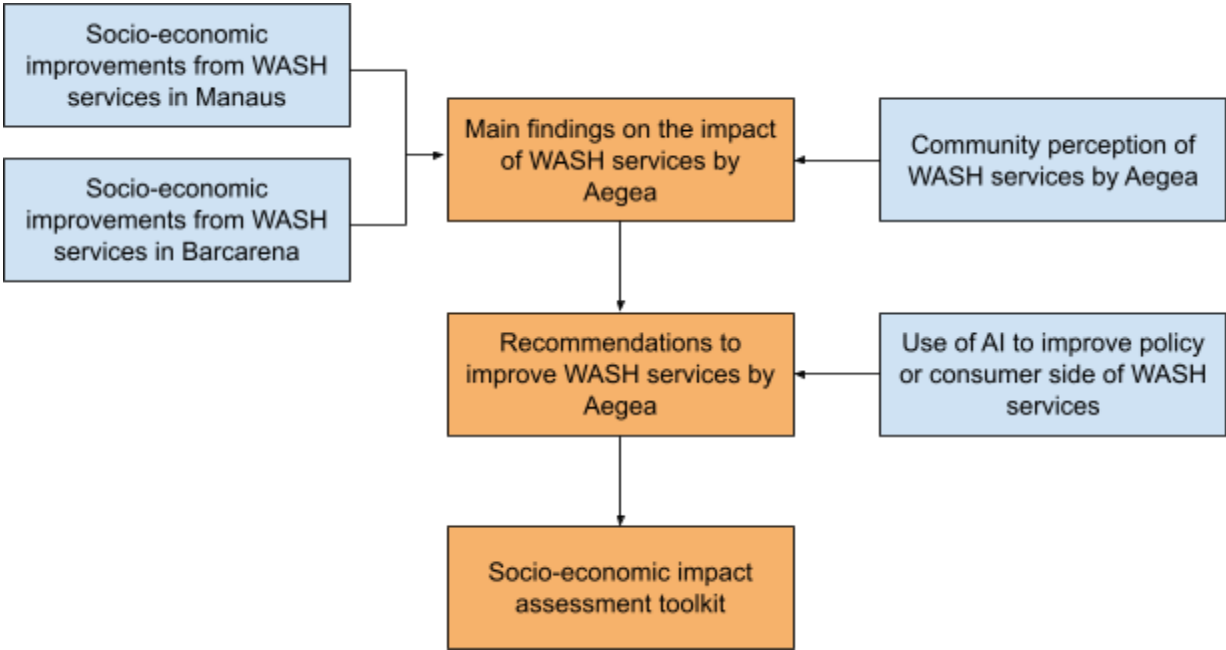 Socio-economic
improvements from WASH
services in Manaus
Socio-economic
improvements from WASH
services in Barcarena
Main findings on the impact
of WASH services by
Aegea
Community perception of
WASH services by Aegea
Recommendations to
improve WASH services by
Aegea
Use of AI to improve policy
or consumer side of WASH
services
Socio-economic impact
assessment toolkit